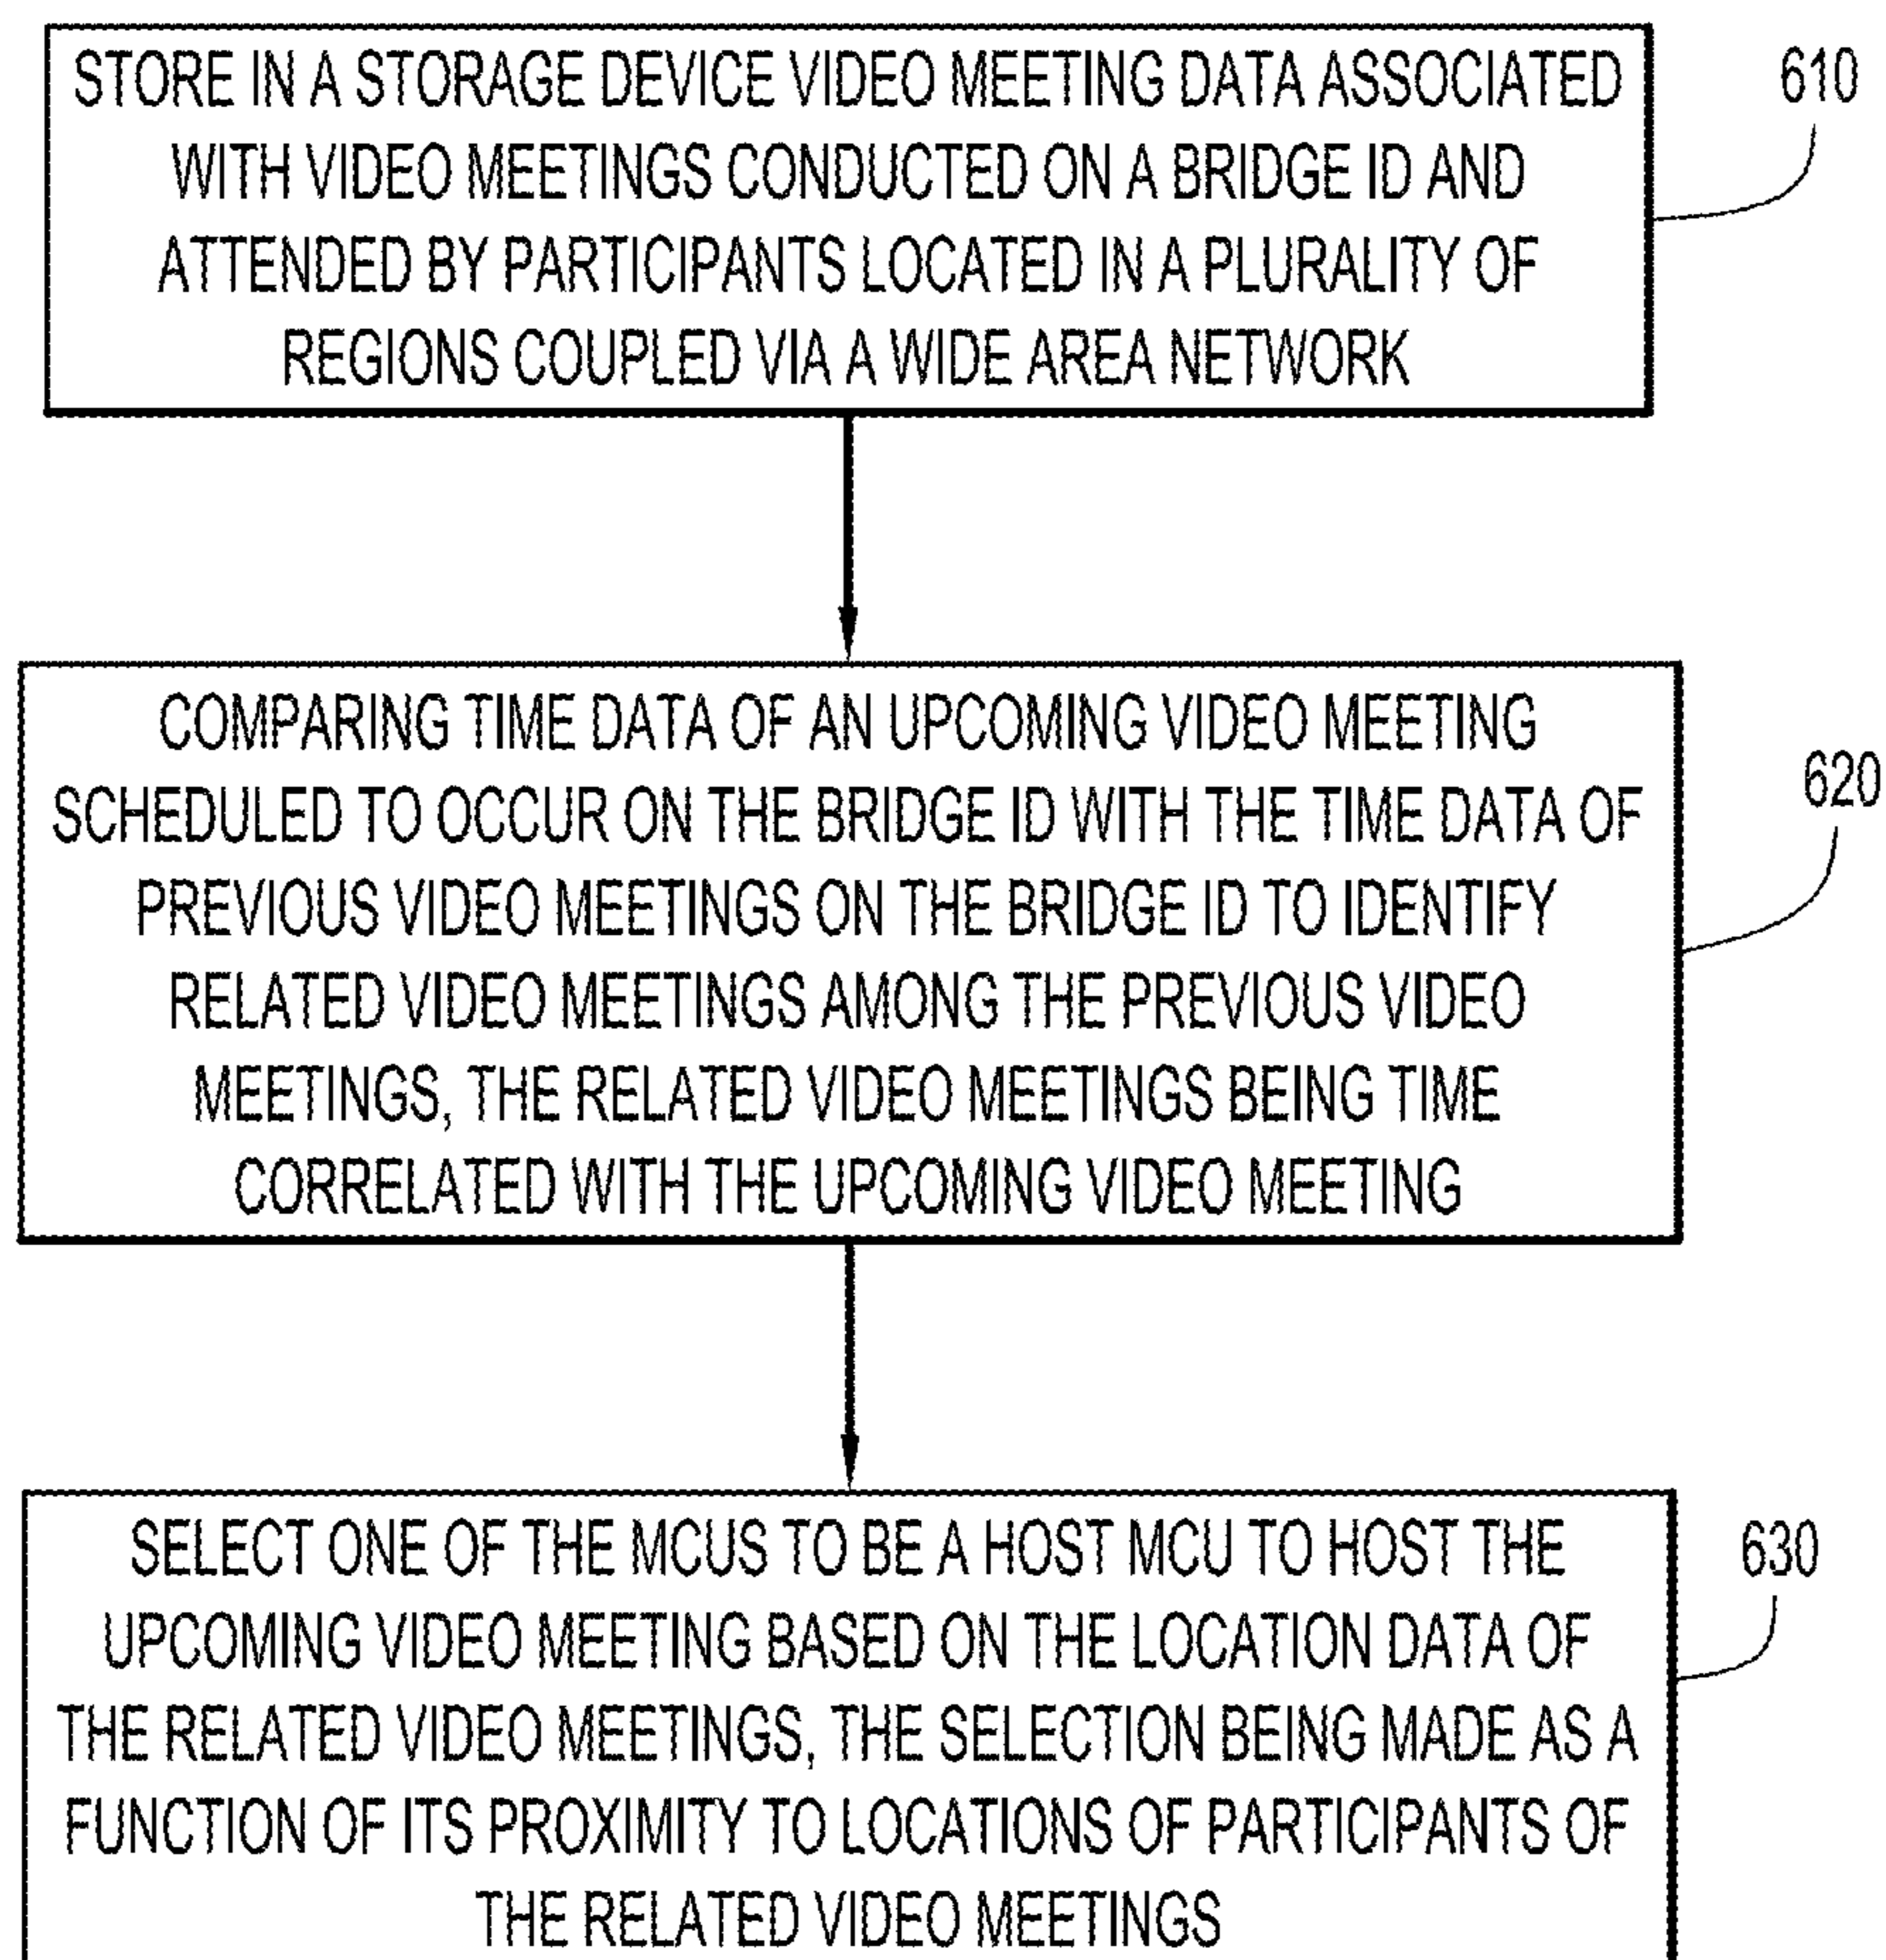 STORE IN A STORAGE DEVICE VIDEO MEETING DATA ASSOCIATED
WITH VIDEO MEETINGS CONDUCTED ON A BRIDGE ID AND
ATTENDED BY PARTICIPANTS LOCATED IN A PLURALITY OF
REGIONS COUPLED VIA A WIDE AREA NETWORK
610
COMPARING TIME DATA OF AN UPCOMING VIDEO MEETING
SCHEDULED TO OCCUR ON THE BRIDGE ID WITH THE TIME DATA OF
PREVIOUS VIDEO MEETINGS ON THE BRIDGE ID TO IDENTIFY
RELATED VIDEO MEETINGS AMONG THE PREVIOUS VIDEO
MEETINGS, THE RELATED VIDEO MEETINGS BEING TIME
CORRELATED WITH THE UPCOMING VIDEO MEETING
620
SELECT ONE OF THE MCUS TO BE A HOST MCU TO HOST THE
UPCOMING VIDEO MEETING BASED ON THE LOCATION DATA OF
THE RELATED VIDEO MEETINGS, THE SELECTION BEING MADE AS A
FUNCTION OF ITS PROXIMITY TO LOCATIONS OF PARTICIPANTS OF
THE RELATED VIDEO MEETINGS
630